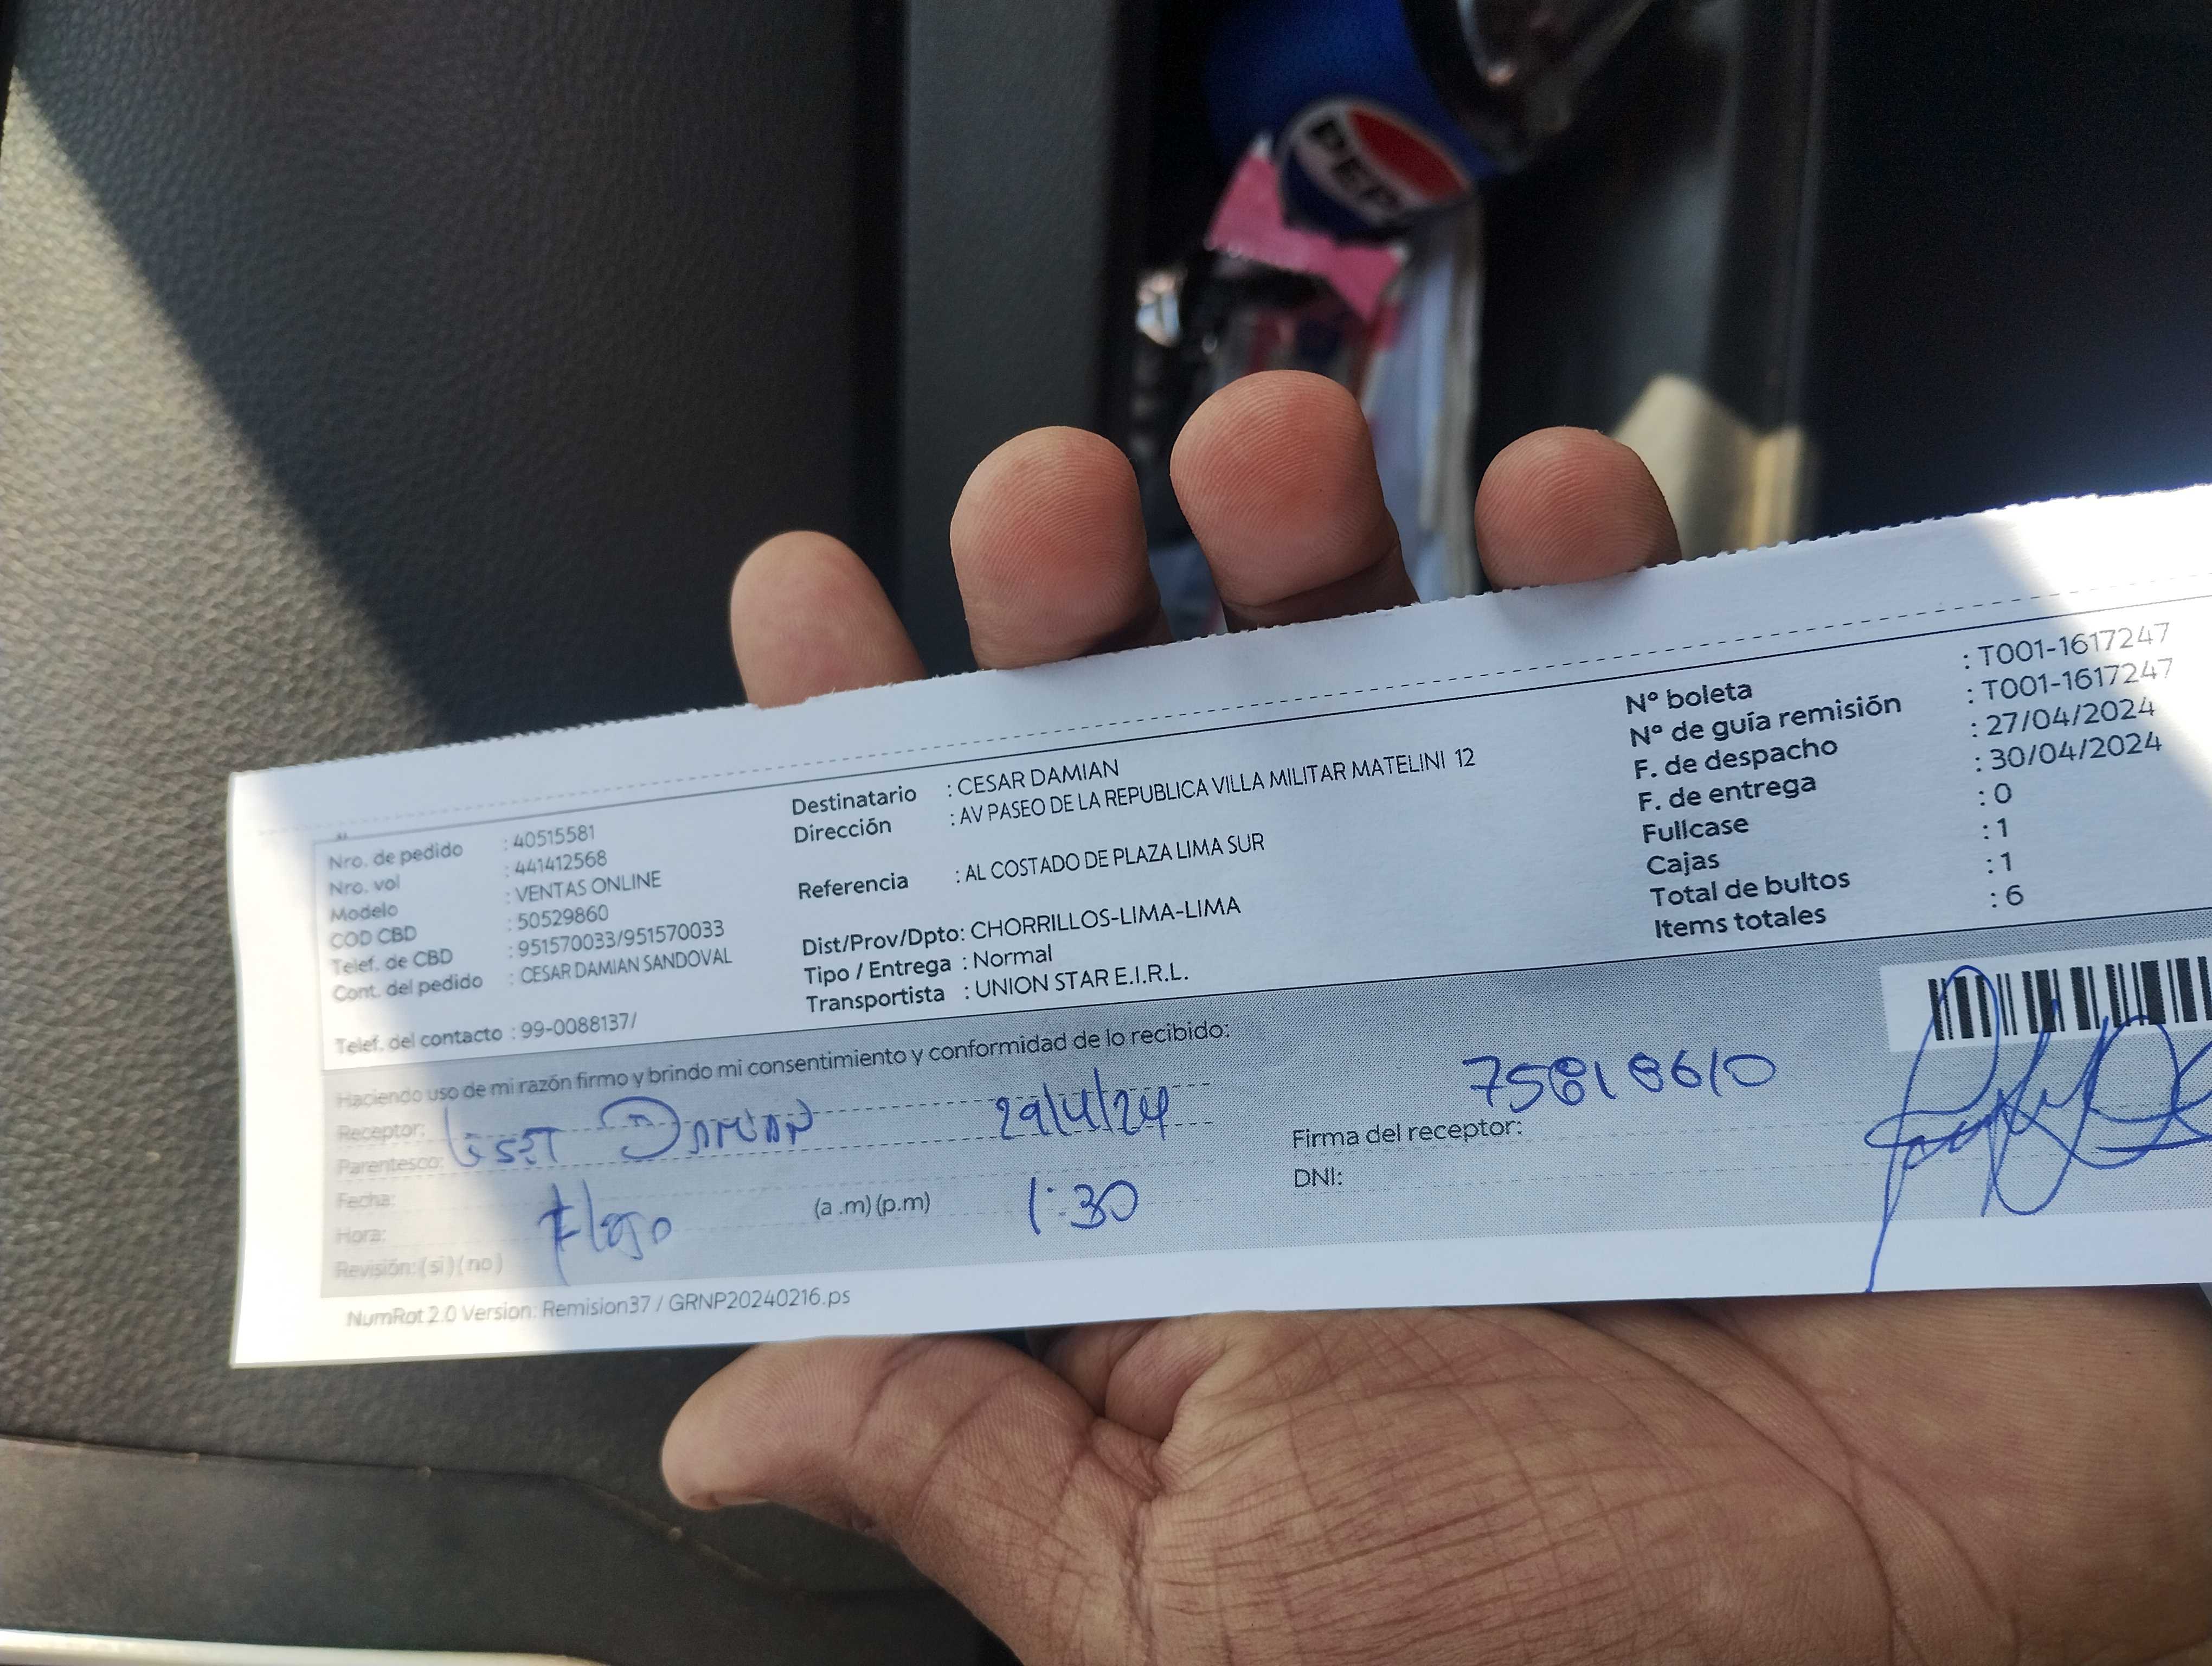 PEPS
Nro. de pedido : 40515581
Nro. vol : 441412568
Modelo : VENTAS ONLINE
COD CBD : 50529860
Telef. de CBD : 951570033/951570033
Cont. del pedido : CESAR DAMIAN SANDOVAL
Telef. del contacto : 99-0088137/
Destinatario : CESAR DAMIAN
Dirección : AV PASEO DE LA REPUBLICA VILLA MILITAR MATELINI 12
Referencia : AL COSTADO DE PLAZA LIMA SUR
Dist/Prov/Dpto: CHORRILLOS-LIMA-LIMA
Tipo / Entrega : Normal
Transportista : UNION STAR E.I.R.L.
Nº boleta : T001-1617247
Nº de guía remisión : T001-1617247
F. de despacho : 27/04/2024
F. de entrega : 30/04/2024
Fullcase : 0
Cajas : 1
Total de bultos : 1
Items totales : 6
Haciendo uso de mi razón firmo y brindo mi consentimiento y conformidad de lo recibido:
Receptor: Damian 29/4/24
Parentesco:
Fecha:
Hora: (a .m) (p.m) 1:30
Revisión: ( si ) ( no )
Firma del receptor:
DNI:
NumRot 2.0 Version: Remision37 / GRNP20240216.ps